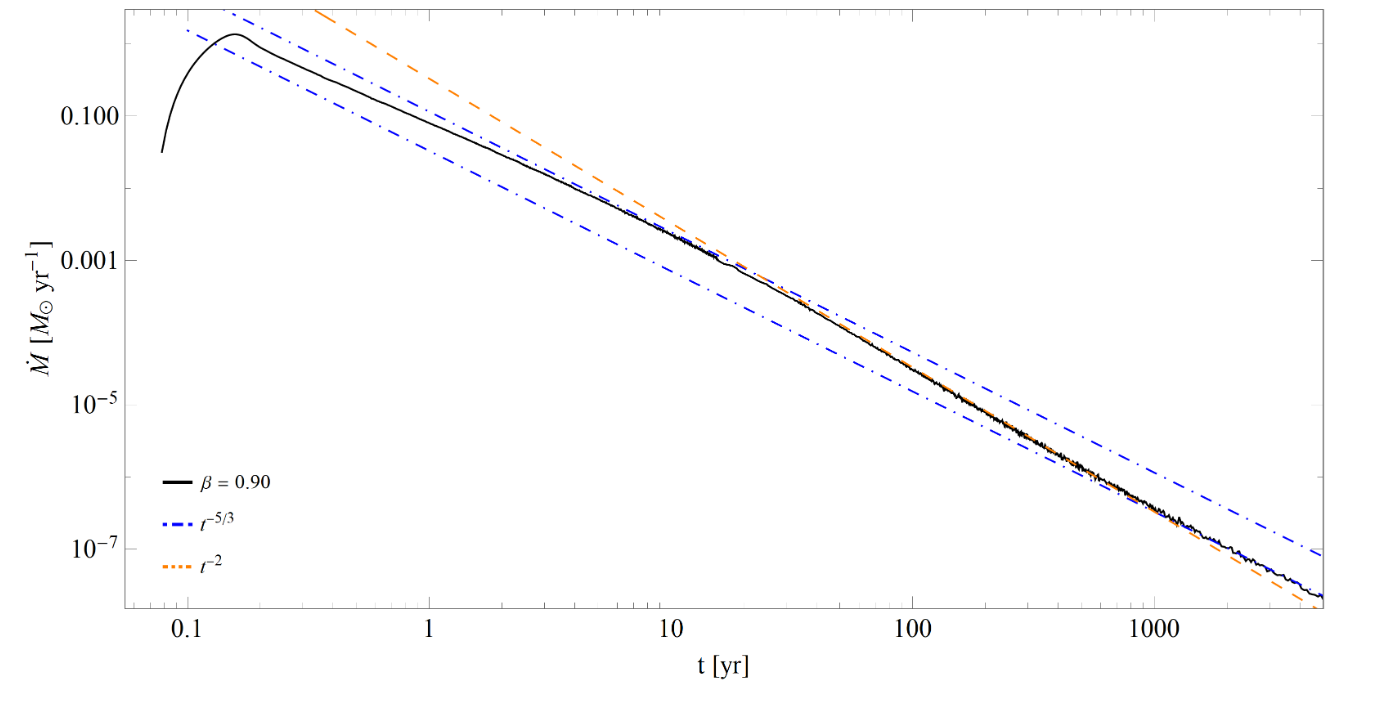 0.100
0.001
10⁻⁵
10⁻⁷
Ṁ [M⊙ yr⁻¹]
β = 0.90
t⁻⁵/³
t⁻²
0.1 1 10 100 1000
t [yr]